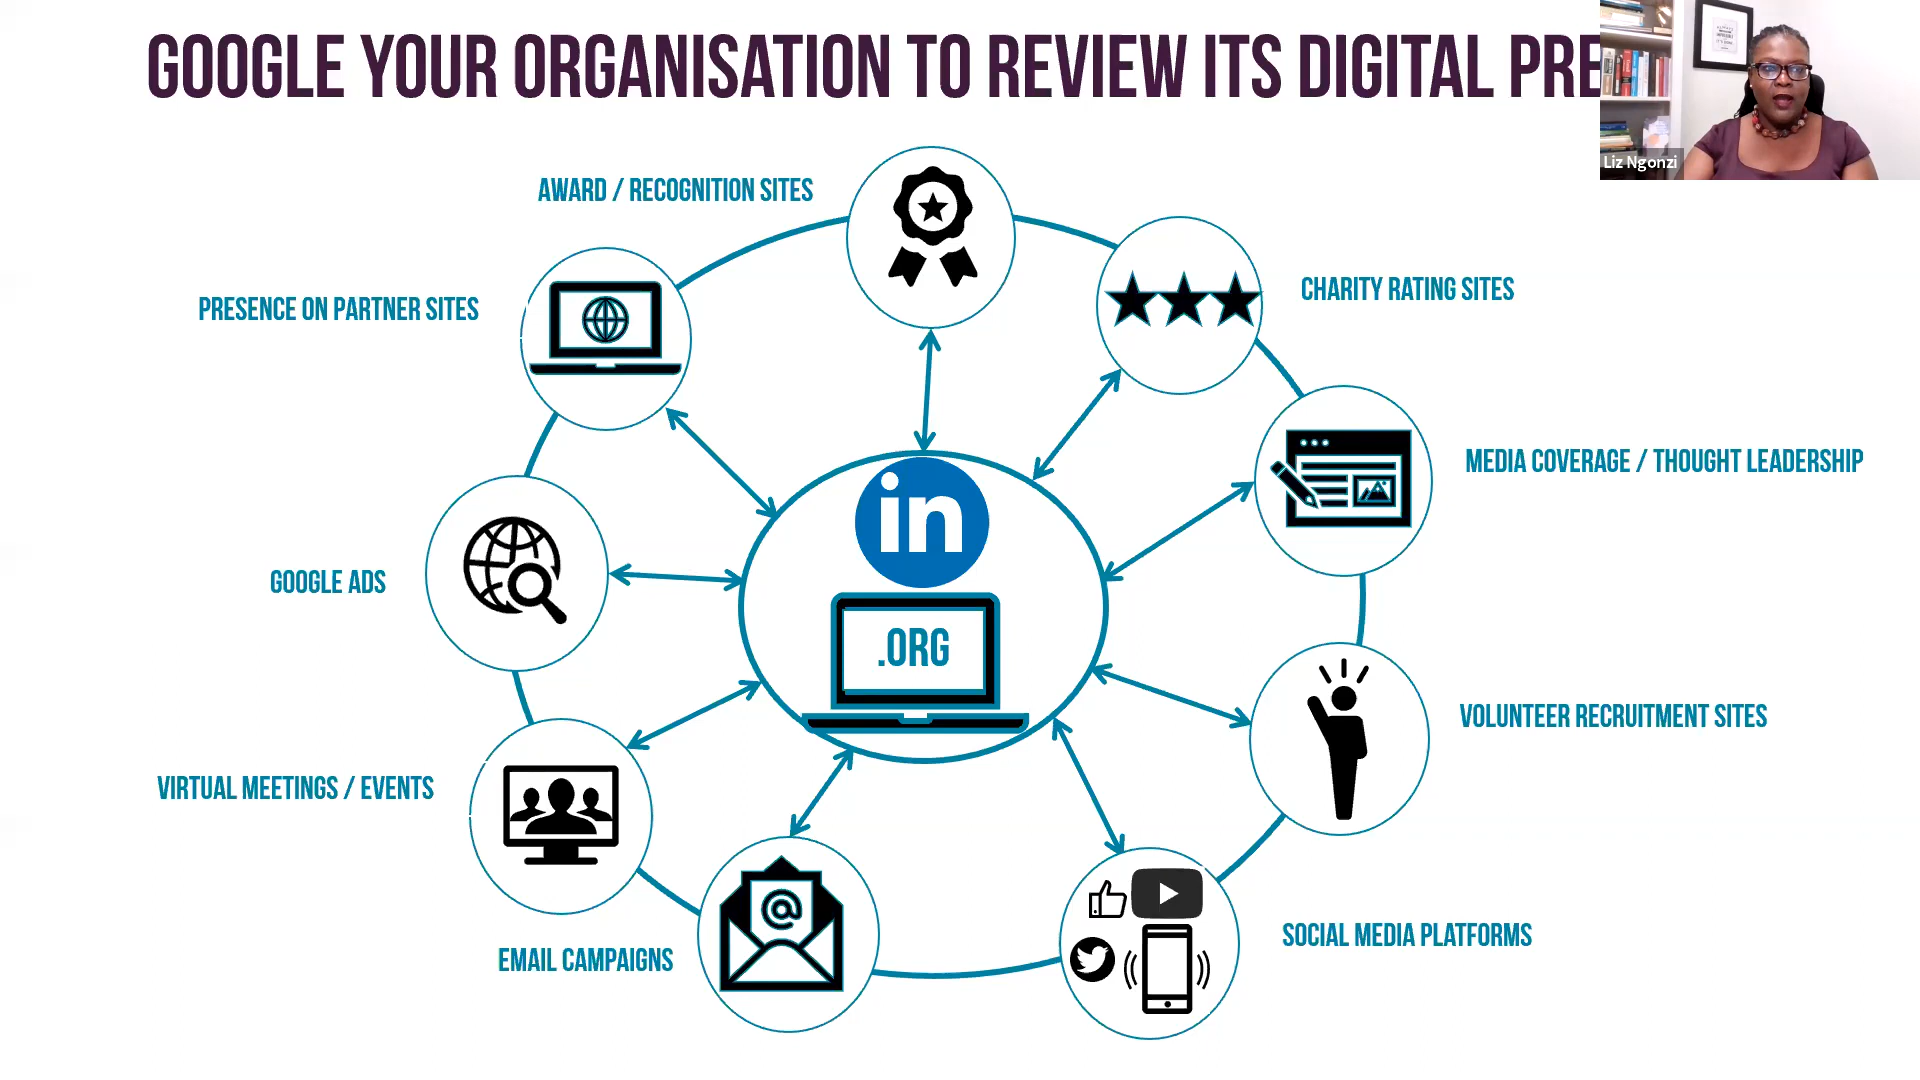 GOOGLE YOUR ORGANISATION TO REVIEW ITS DIGITAL PRE
Liz Ngonzi
AWARD / RECOGNITION SITES
CHARITY RATING SITES
PRESENCE ON PARTNER SITES
MEDIA COVERAGE / THOUGHT LEADERSHIP
in
GOOGLE ADS
.ORG
VOLUNTEER RECRUITMENT SITES
VIRTUAL MEETINGS / EVENTS
@
EMAIL CAMPAIGNS
SOCIAL MEDIA PLATFORMS